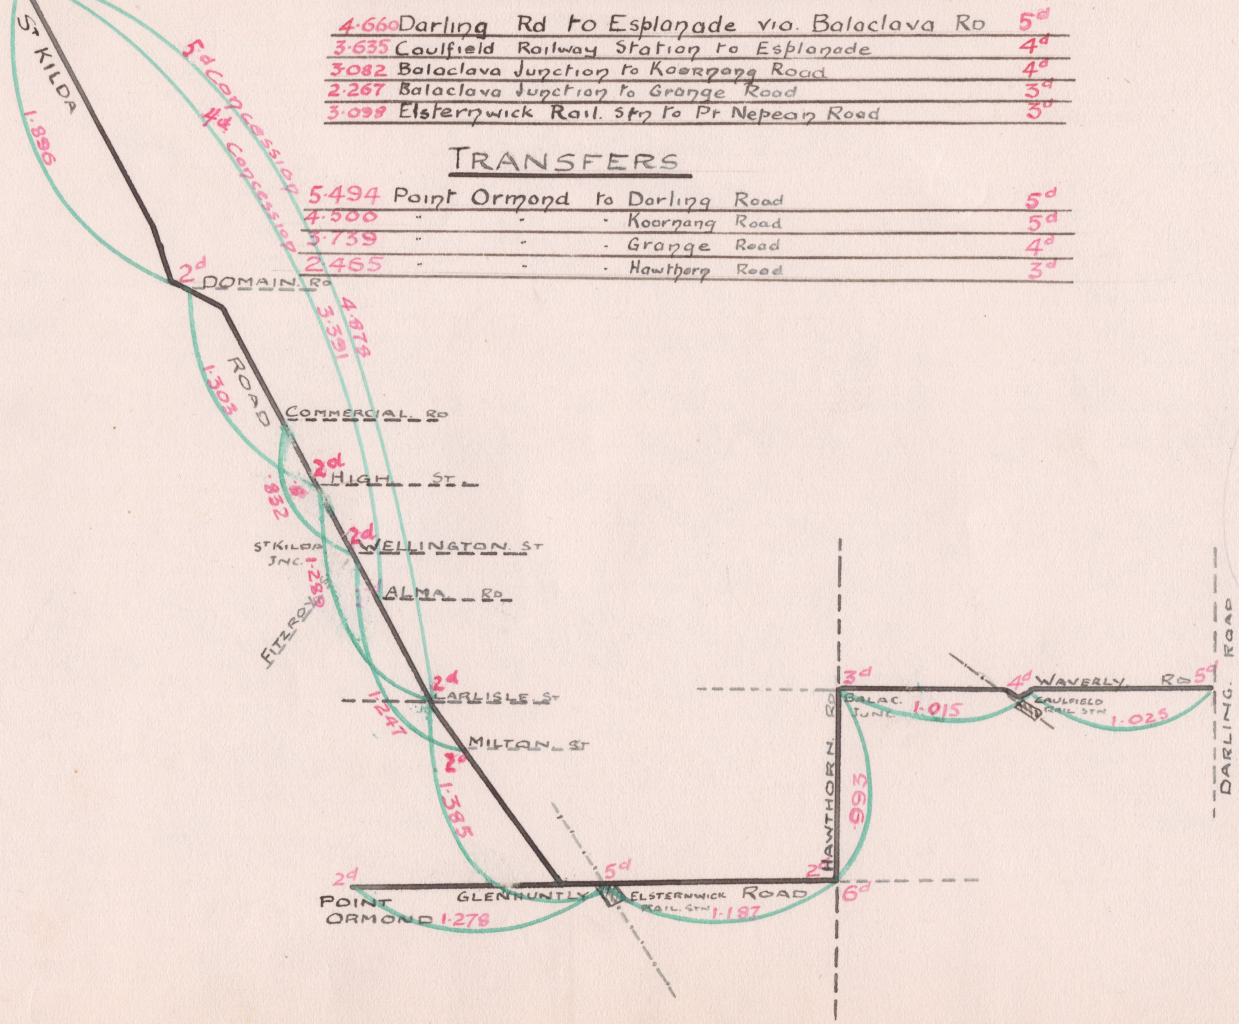 4.660 Darling Rd to Esplanade via. Balaclava Rd 5d
3.635 Caulfield Railway Station to Esplanade 4d
3.082 Balaclava Junction to Koornang Road 4d
2.267 Balaclava Junction to Grange Road 3d
3.098 Elsternwick Rail. Stn to Pt Nepean Road 3d
TRANSFERS
5.494 Point Ormond to Darling Road 5d
4.500 " " " Koornang Road 5d
3.739 " " " Grange Road 4d
2.465 " " " Hawthorn Road 3d
ST KILDA
5d Concession
4d. Concession
1.896
2d DOMAIN. RD
4.878
3.391
1.303
ROAD
COMMERCIAL. RD
2d
HIGH ST
.832
2d
WELLINGTON. ST
ST KILDA
JNC.
1.289
ALMA. RD.
FITZROY
2d
CARLISLE ST
1.247
MILTON. ST
2d
1.385
3d
BALAC.
JUNC
1.015
4d
WAVERLY RD
5d
CAULFIELD
RAIL STN
1.025
DARLING. ROAD
HAWTHORN. RD
.993
2d
POINT
ORMOND
1.278
GLENHUNTLY
5d
ELSTERNWICK
RAIL. STN
ROAD
1.187
2d
6d